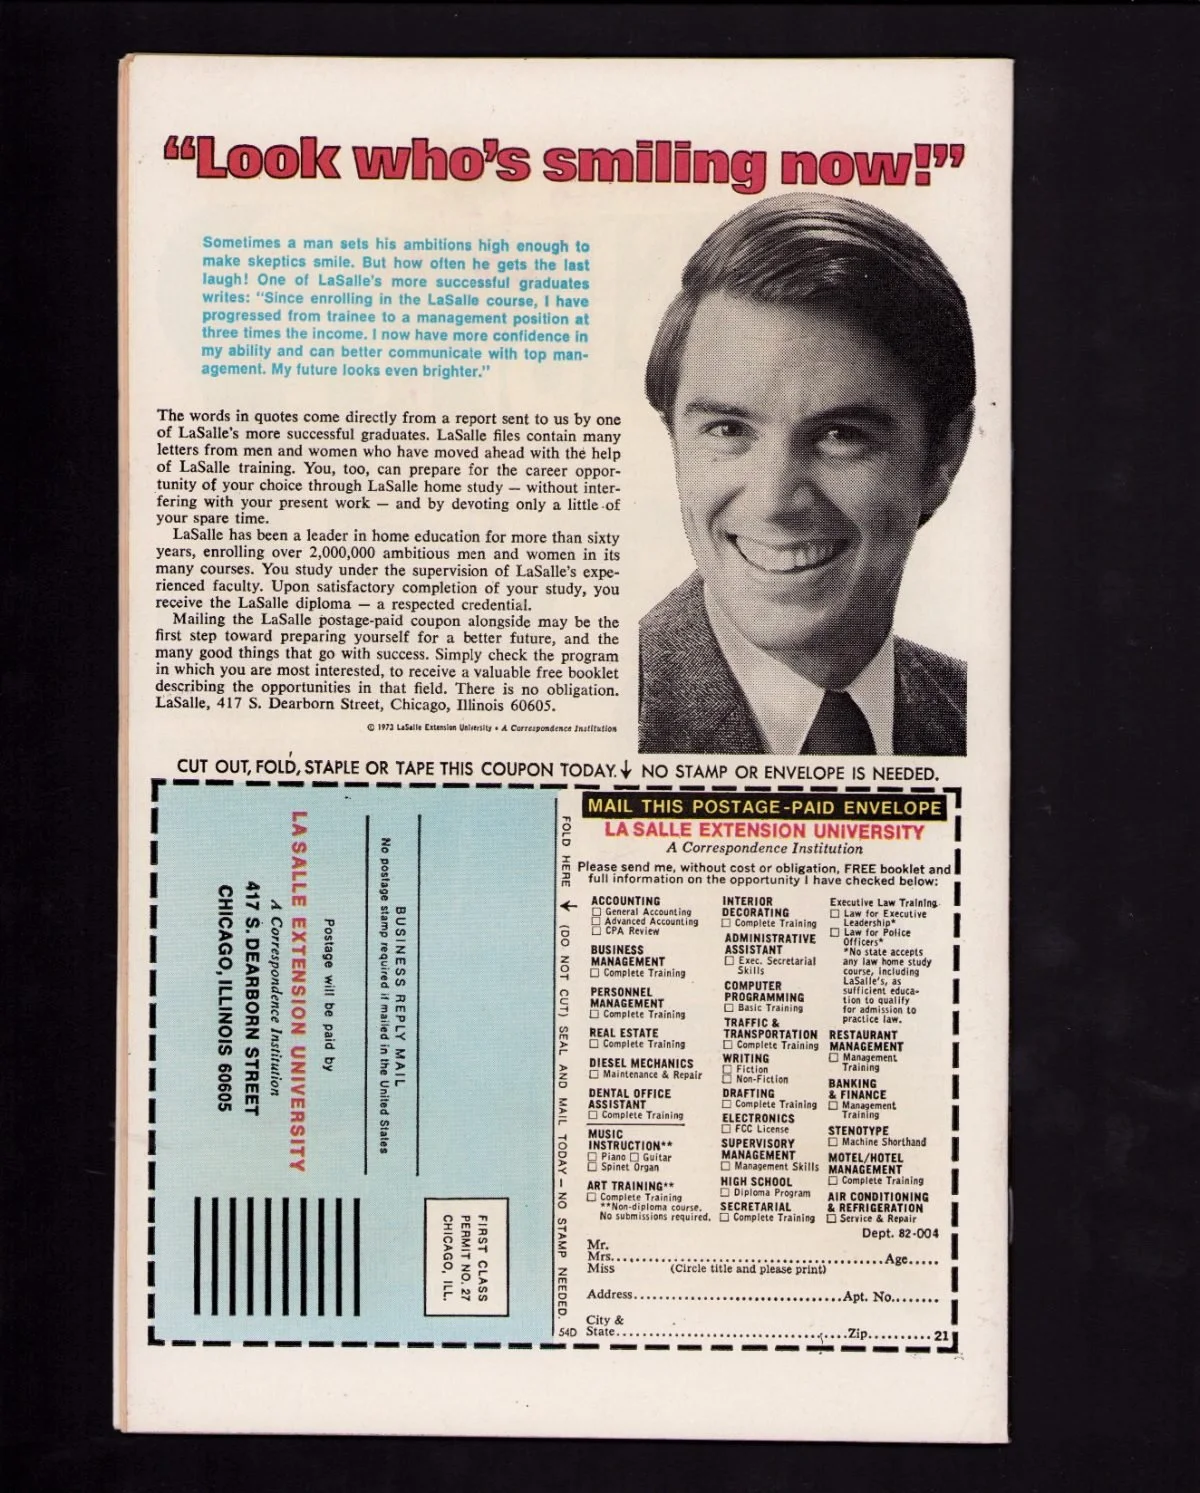 “Look who’s smiling now!”
Sometimes a man sets his ambitions high enough to
make skeptics smile. But how often he gets the last
laugh! One of LaSalle's more successful graduates
writes: "Since enrolling in the LaSalle course, I have
progressed from trainee to a management position at
three times the income. I now have more confidence in
my ability and can better communicate with top man-
agement. My future looks even brighter."
The words in quotes come directly from a report sent to us by one
of LaSalle's more successful graduates. LaSalle files contain many
letters from men and women who have moved ahead with the help
of LaSalle training. You, too, can prepare for the career oppor-
tunity of your choice through LaSalle home study — without inter-
fering with your present work — and by devoting only a little of
your spare time.
LaSalle has been a leader in home education for more than sixty
years, enrolling over 2,000,000 ambitious men and women in its
many courses. You study under the supervision of LaSalle's expe-
rienced faculty. Upon satisfactory completion of your study, you
receive the LaSalle diploma — a respected credential.
Mailing the LaSalle postage-paid coupon alongside may be the
first step toward preparing yourself for a better future, and the
many good things that go with success. Simply check the program
in which you are most interested, to receive a valuable free booklet
describing the opportunities in that field. There is no obligation.
LaSalle, 417 S. Dearborn Street, Chicago, Illinois 60605.
© 1973 LaSalle Extension University • A Correspondence Institution
CUT OUT, FOLD, STAPLE OR TAPE THIS COUPON TODAY. ↓ NO STAMP OR ENVELOPE IS NEEDED.
FIRST CLASS
PERMIT NO. 27
CHICAGO, ILL.
BUSINESS REPLY MAIL
No postage stamp required if mailed in the United States
Postage will be paid by
LA SALLE EXTENSION UNIVERSITY
A Correspondence Institution
417 S. DEARBORN STREET
CHICAGO, ILLINOIS 60605
FOLD HERE ↓ (DO NOT CUT) SEAL AND MAIL TODAY — NO STAMP NEEDED.
54D
MAIL THIS POSTAGE-PAID ENVELOPE
LA SALLE EXTENSION UNIVERSITY
A Correspondence Institution
Please send me, without cost or obligation, FREE booklet and
full information on the opportunity I have checked below:
ACCOUNTING
☐ General Accounting
☐ Advanced Accounting
☐ CPA Review
BUSINESS
MANAGEMENT
☐ Complete Training
PERSONNEL
MANAGEMENT
☐ Complete Training
REAL ESTATE
☐ Complete Training
DIESEL MECHANICS
☐ Maintenance & Repair
DENTAL OFFICE
ASSISTANT
☐ Complete Training
MUSIC
INSTRUCTION**
☐ Piano ☐ Guitar
☐ Spinet Organ
ART TRAINING**
☐ Complete Training
**Non-diploma course.
No submissions required.
INTERIOR
DECORATING
☐ Complete Training
ADMINISTRATIVE
ASSISTANT
☐ Exec. Secretarial
Skills
COMPUTER
PROGRAMMING
☐ Basic Training
TRAFFIC &
TRANSPORTATION
☐ Complete Training
WRITING
☐ Fiction
☐ Non-Fiction
DRAFTING
☐ Complete Training
ELECTRONICS
☐ FCC License
SUPERVISORY
MANAGEMENT
☐ Management Skills
HIGH SCHOOL
☐ Diploma Program
SECRETARIAL
☐ Complete Training
Executive Law Training
☐ Law for Executive
Leadership*
☐ Law for Police
Officers*
*No state accepts
any law home study
course, including
LaSalle's, as
sufficient educa-
tion to qualify
for admission to
practice law.
RESTAURANT
MANAGEMENT
☐ Management
Training
BANKING
& FINANCE
☐ Management
Training
STENOTYPE
☐ Machine Shorthand
MOTEL/HOTEL
MANAGEMENT
☐ Complete Training
AIR CONDITIONING
& REFRIGERATION
☐ Service & Repair
Dept. 82-004
Mr.
Mrs. Age
Miss (Circle title and please print)
Address Apt. No.
City &
State Zip 21